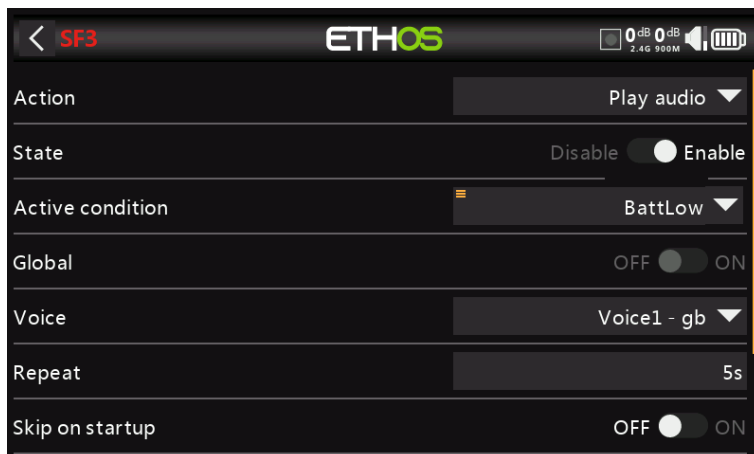 SF3 ETHOS 0dB 0dB
2.4G 900M
Action Play audio
State Disable Enable
Active condition BattLow
Global OFF ON
Voice Voice1 - gb
Repeat 5s
Skip on startup OFF ON